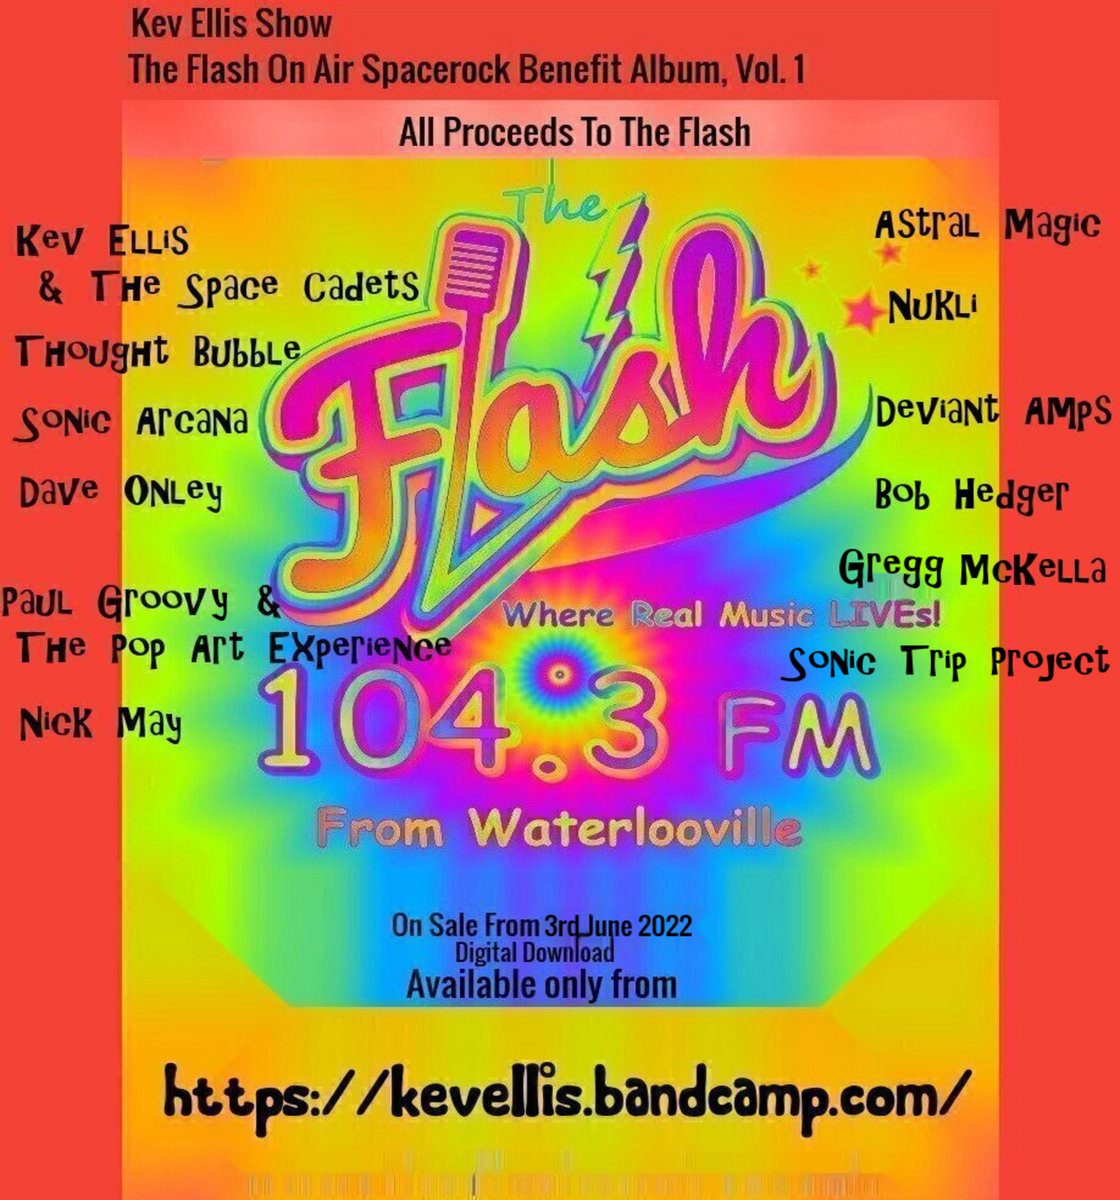 Kev Ellis Show
The Flash On Air Spacerock Benefit Album, Vol. 1
All Proceeds To The Flash
The
Flash
Kev Ellis
& The Space Cadets
Thought Bubble
Sonic Arcana
Dave Onley
Paul Groovy &
The Pop Art Experience
Nick May
Astral Magic
Nukli
Deviant Amps
Bob Hedger
Gregg McKella
Sonic Trip Project
Where Real Music LIVEs!
104.3 FM
From Waterlooville
On Sale From 3rd June 2022
Digital Download
Available only from
https://kevellis.bandcamp.com/